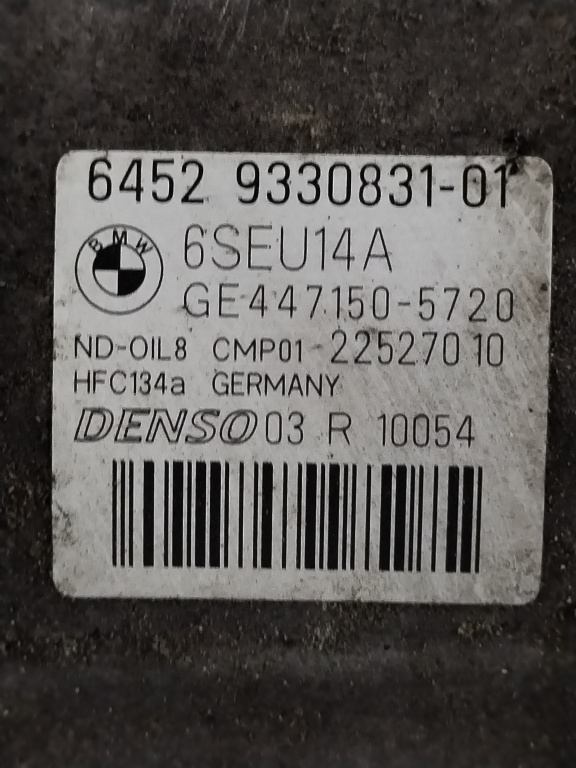 6452 9330831-01
BMW
6SEU14A
GE447150-5720
ND-OIL8 CMP01 22527010
HFC134a GERMANY
DENSO 03 R 10054